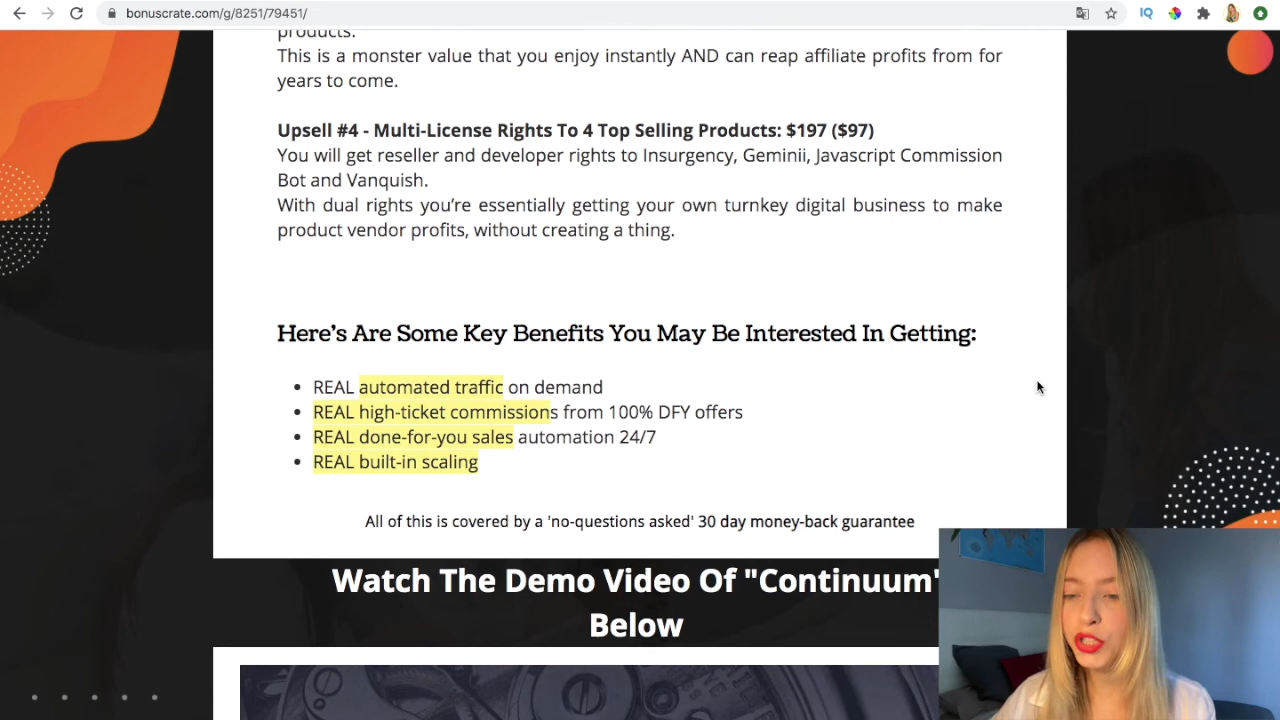 bonuscrate.com/g/8251/79451/
IQ
products.
This is a monster value that you enjoy instantly AND can reap affiliate profits from for
years to come.
Upsell #4 - Multi-License Rights To 4 Top Selling Products: $197 ($97)
You will get reseller and developer rights to Insurgency, Geminii, Javascript Commission
Bot and Vanquish.
With dual rights you're essentially getting your own turnkey digital business to make
product vendor profits, without creating a thing.
Here's Are Some Key Benefits You May Be Interested In Getting:
• REAL automated traffic on demand
• REAL high-ticket commissions from 100% DFY offers
• REAL done-for-you sales automation 24/7
• REAL built-in scaling
All of this is covered by a 'no-questions asked' 30 day money-back guarantee
Watch The Demo Video Of "Continuum"
Below